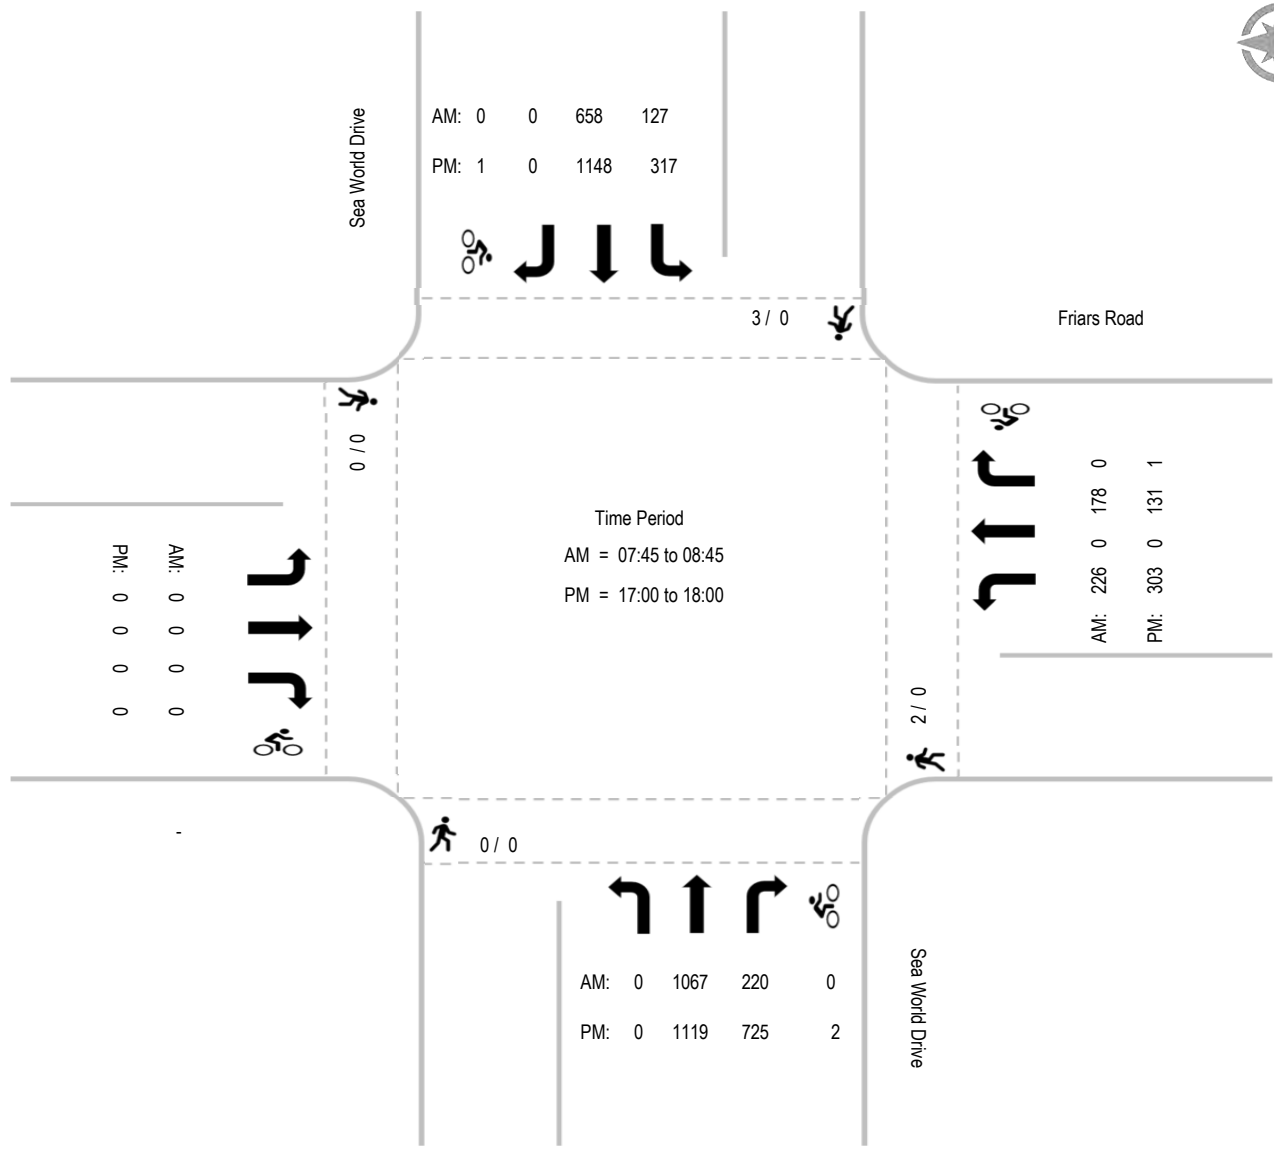 AM: 0 0 658 127
PM: 1 0 1148 317
Sea World Drive
3 / 0
Friars Road
0 / 0
AM: 226 0 178 0
PM: 303 0 131 1
Time Period
AM = 07:45 to 08:45
PM = 17:00 to 18:00
AM: 0 0 0 0
PM: 0 0 0 0
0 / 2
-
0 / 0
AM: 0 1067 220 0
PM: 0 1119 725 2
Sea World Drive